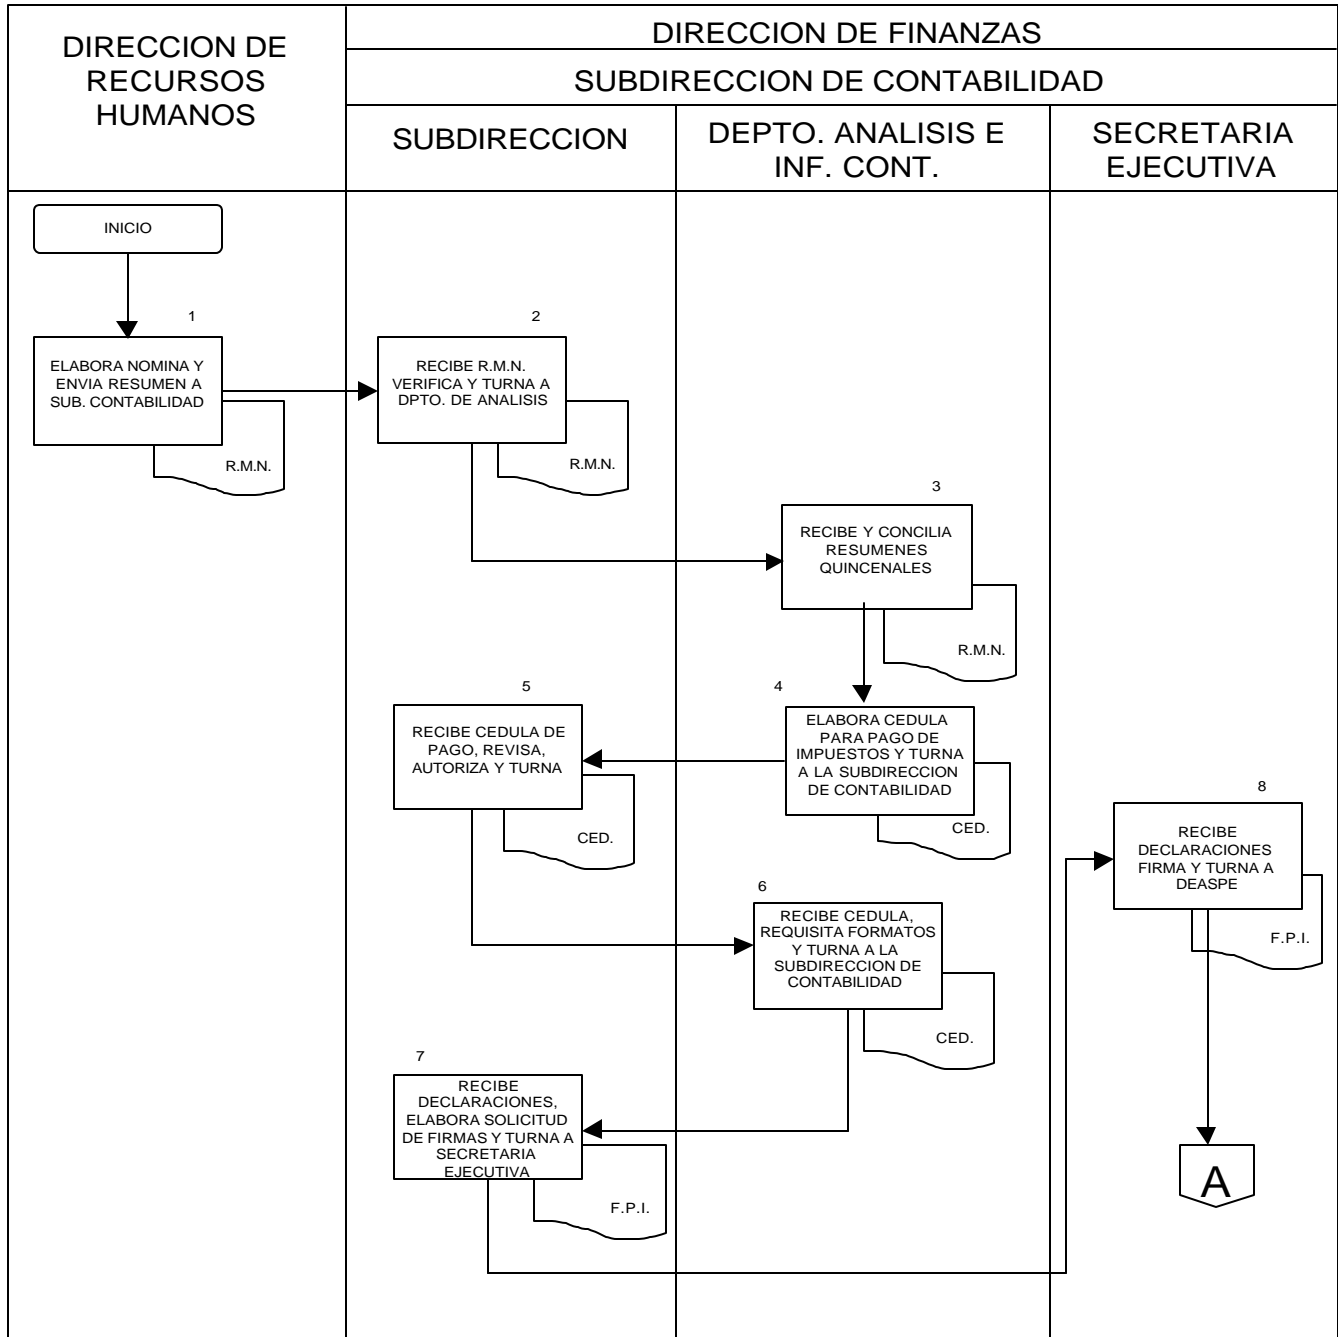 DIRECCION DE
RECURSOS
HUMANOS
DIRECCION DE FINANZAS
SUBDIRECCION DE CONTABILIDAD
SUBDIRECCION
DEPTO. ANALISIS E
INF. CONT.
SECRETARIA
EJECUTIVA
INICIO
1
ELABORA NOMINA Y
ENVIA RESUMEN A
SUB. CONTABILIDAD
R.M.N.
2
RECIBE R.M.N.
VERIFICA Y TURNA A
DPTO. DE ANALISIS
R.M.N.
3
RECIBE Y CONCILIA
RESUMENES
QUINCENALES
R.M.N.
4
ELABORA CEDULA
PARA PAGO DE
IMPUESTOS Y TURNA
A LA SUBDIRECCION
DE CONTABILIDAD
CED.
5
RECIBE CEDULA DE
PAGO, REVISA,
AUTORIZA Y TURNA
CED.
6
RECIBE CEDULA,
REQUISITA FORMATOS
Y TURNA A LA
SUBDIRECCION DE
CONTABILIDAD
CED.
7
RECIBE
DECLARACIONES,
ELABORA SOLICITUD
DE FIRMAS Y TURNA A
SECRETARIA
EJECUTIVA
F.P.I.
8
RECIBE
DECLARACIONES
FIRMA Y TURNA A
DEASPE
F.P.I.
A